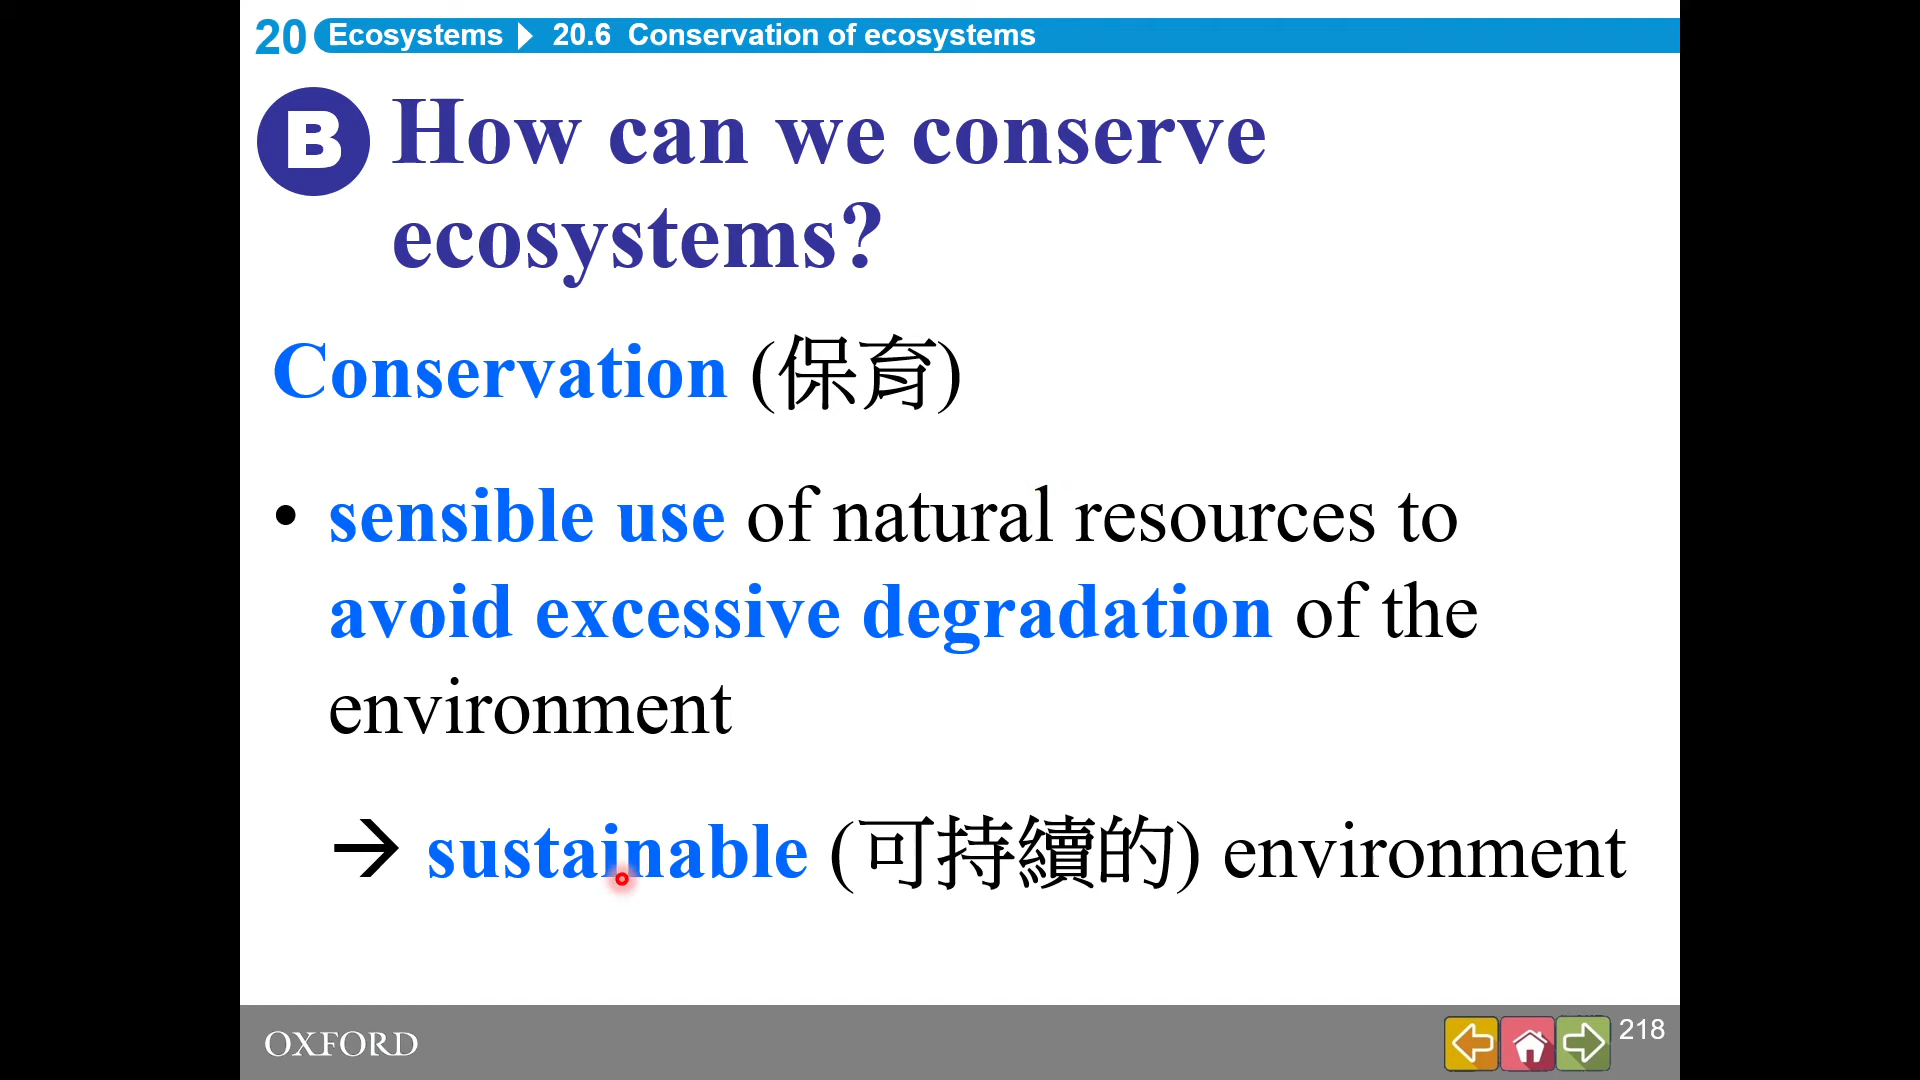 20 Ecosystems 20.6 Conservation of ecosystems
B How can we conserve
ecosystems?
Conservation (保育)
• sensible use of natural resources to
avoid excessive degradation of the
environment
→ sustainable (可持續的) environment
OXFORD 218